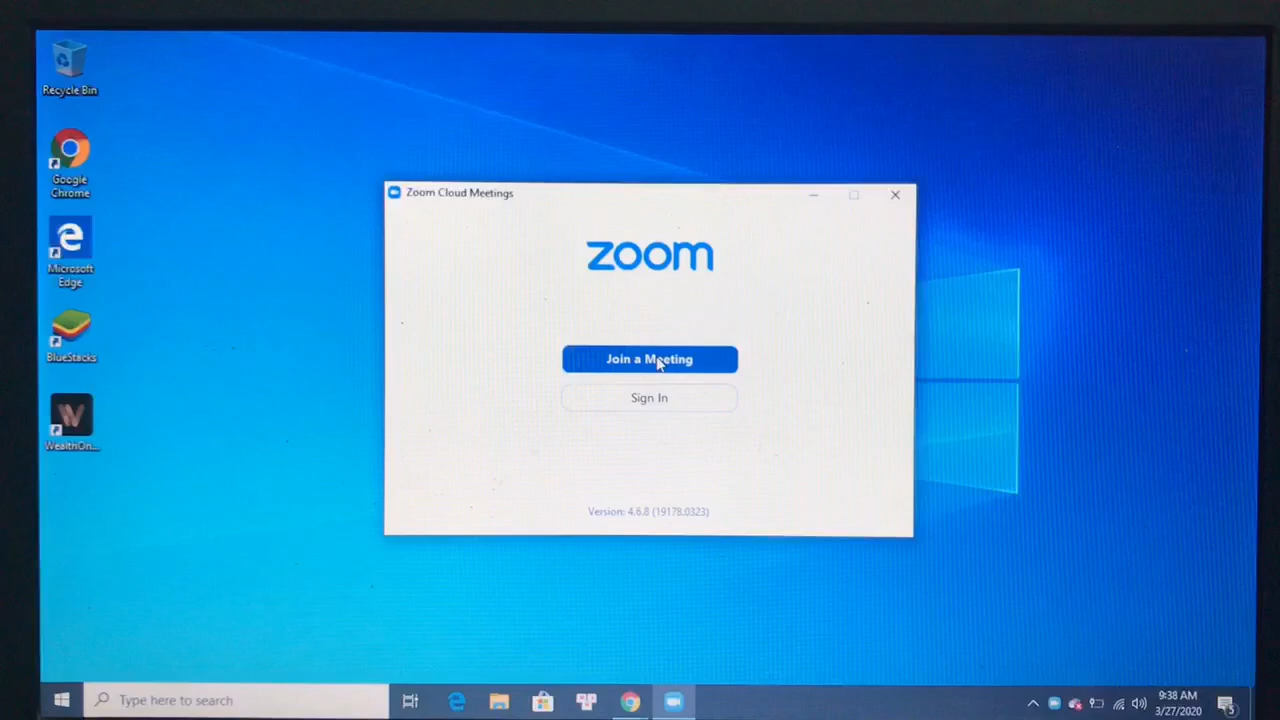 Recycle Bin
Google
Chrome
Microsoft
Edge
BlueStacks
WealthOn...
Zoom Cloud Meetings
zoom
Join a Meeting
Sign In
Version: 4.6.8 (19178.0323)
Type here to search
9:38 AM
3/27/2020
5